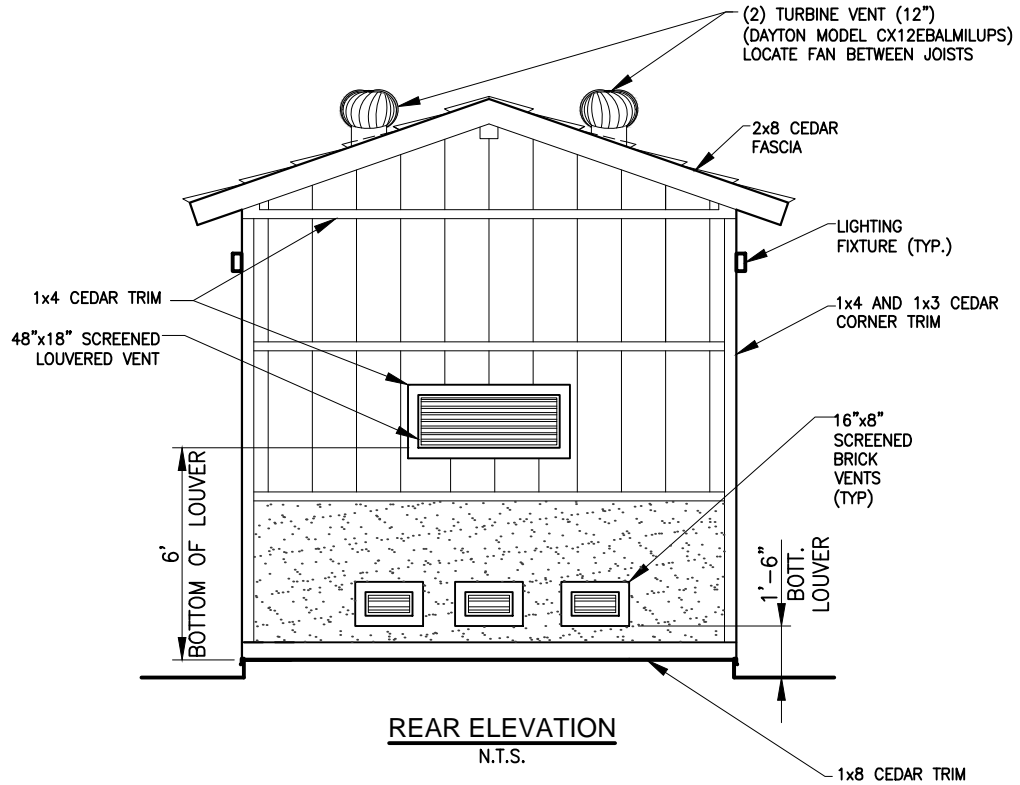 (2) TURBINE VENT (12")
(DAYTON MODEL CX12EBALMILUPS)
LOCATE FAN BETWEEN JOISTS
2x8 CEDAR
FASCIA
LIGHTING
FIXTURE (TYP.)
1x4 CEDAR TRIM
1x4 AND 1x3 CEDAR
CORNER TRIM
48"x18" SCREENED
LOUVERED VENT
16"x8"
SCREENED
BRICK
VENTS
(TYP)
6'
BOTTOM OF LOUVER
1'-6"
BOTT.
LOUVER
REAR ELEVATION
N.T.S.
1x8 CEDAR TRIM